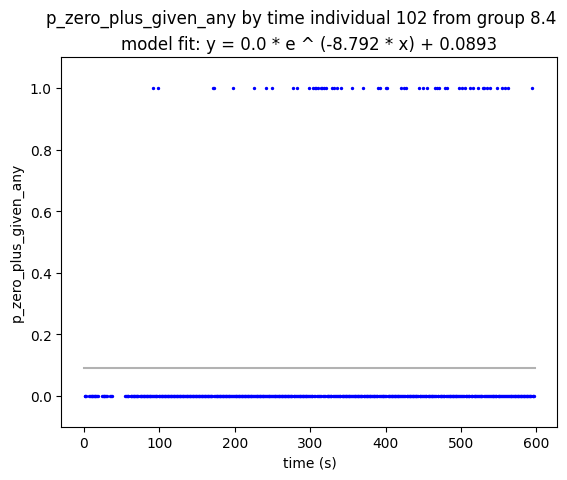 p_zero_plus_given_any by time individual 102 from group 8.4
model fit: y = 0.0 * e ^ (-8.792 * x) + 0.0893
1.0
0.8
0.6
0.4
0.2
0.0
p_zero_plus_given_any
0 100 200 300 400 500 600
time (s)